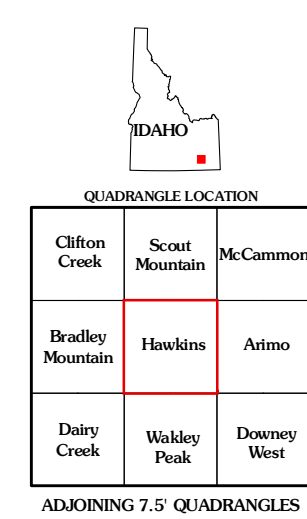 IDAHO
QUADRANGLE LOCATION
Clifton
Creek
Scout
Mountain
McCammon
Bradley
Mountain
Hawkins
Arimo
Dairy
Creek
Wakley
Peak
Downey
West
ADJOINING 7.5' QUADRANGLES